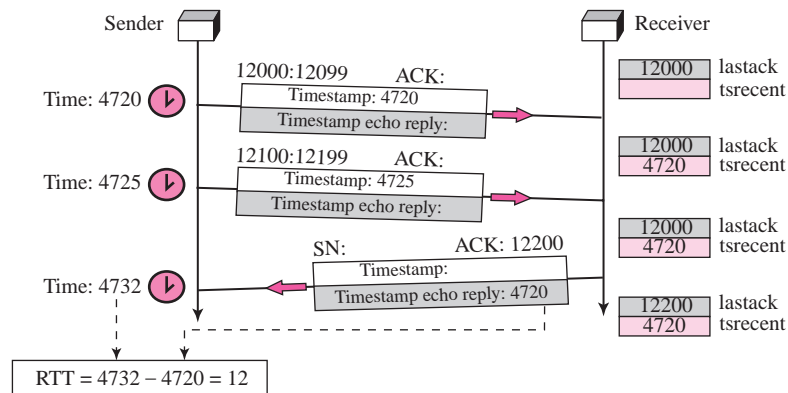 Sender
Receiver
12000 lastack
tsrecent
12000:12099 ACK:
Time: 4720
Timestamp: 4720
Timestamp echo reply:
12000 lastack
4720 tsrecent
12100:12199 ACK:
Time: 4725
Timestamp: 4725
Timestamp echo reply:
12000 lastack
4720 tsrecent
SN: ACK: 12200
Time: 4732
Timestamp:
Timestamp echo reply: 4720
12200 lastack
4720 tsrecent
RTT = 4732 – 4720 = 12